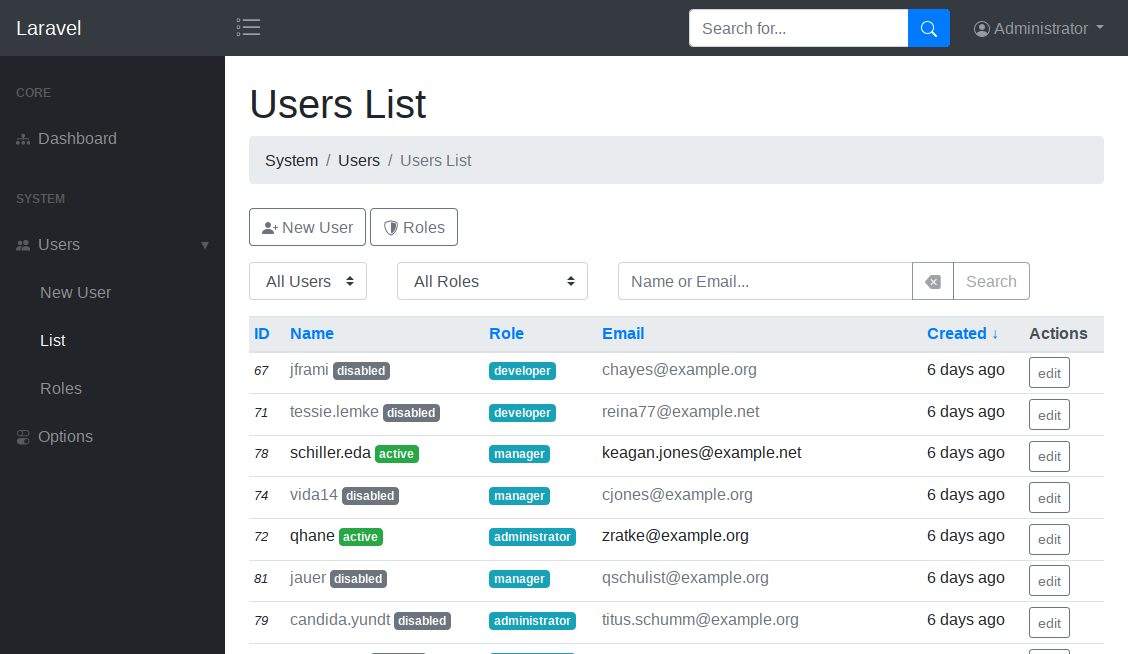 Laravel Search for... Administrator
CORE
Dashboard
SYSTEM
Users
New User
List
Roles
Options
Users List
System / Users / Users List
New User Roles
All Users All Roles Name or Email... Search
ID Name Role Email Created ↓ Actions
67 jframi disabled developer chayes@example.org 6 days ago edit
71 tessie.lemke disabled developer reina77@example.net 6 days ago edit
78 schiller.eda active manager keagan.jones@example.net 6 days ago edit
74 vida14 disabled manager cjones@example.org 6 days ago edit
72 qhane active administrator zratke@example.org 6 days ago edit
81 jauer disabled manager qschulist@example.org 6 days ago edit
79 candida.yundt disabled administrator titus.schumm@example.org 6 days ago edit